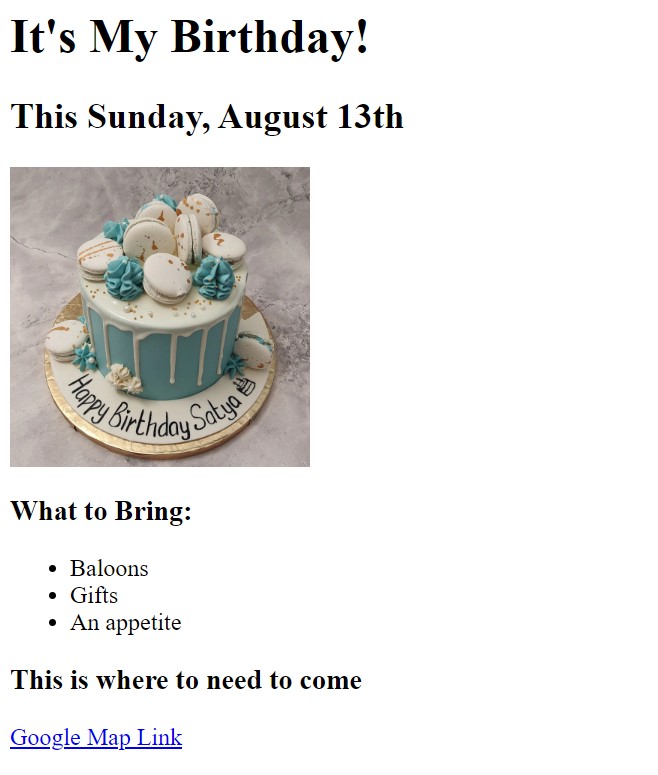 It's My Birthday!
This Sunday, August 13th
Happy Birthday Satya
What to Bring:
Baloons
Gifts
An appetite
This is where to need to come
Google Map Link